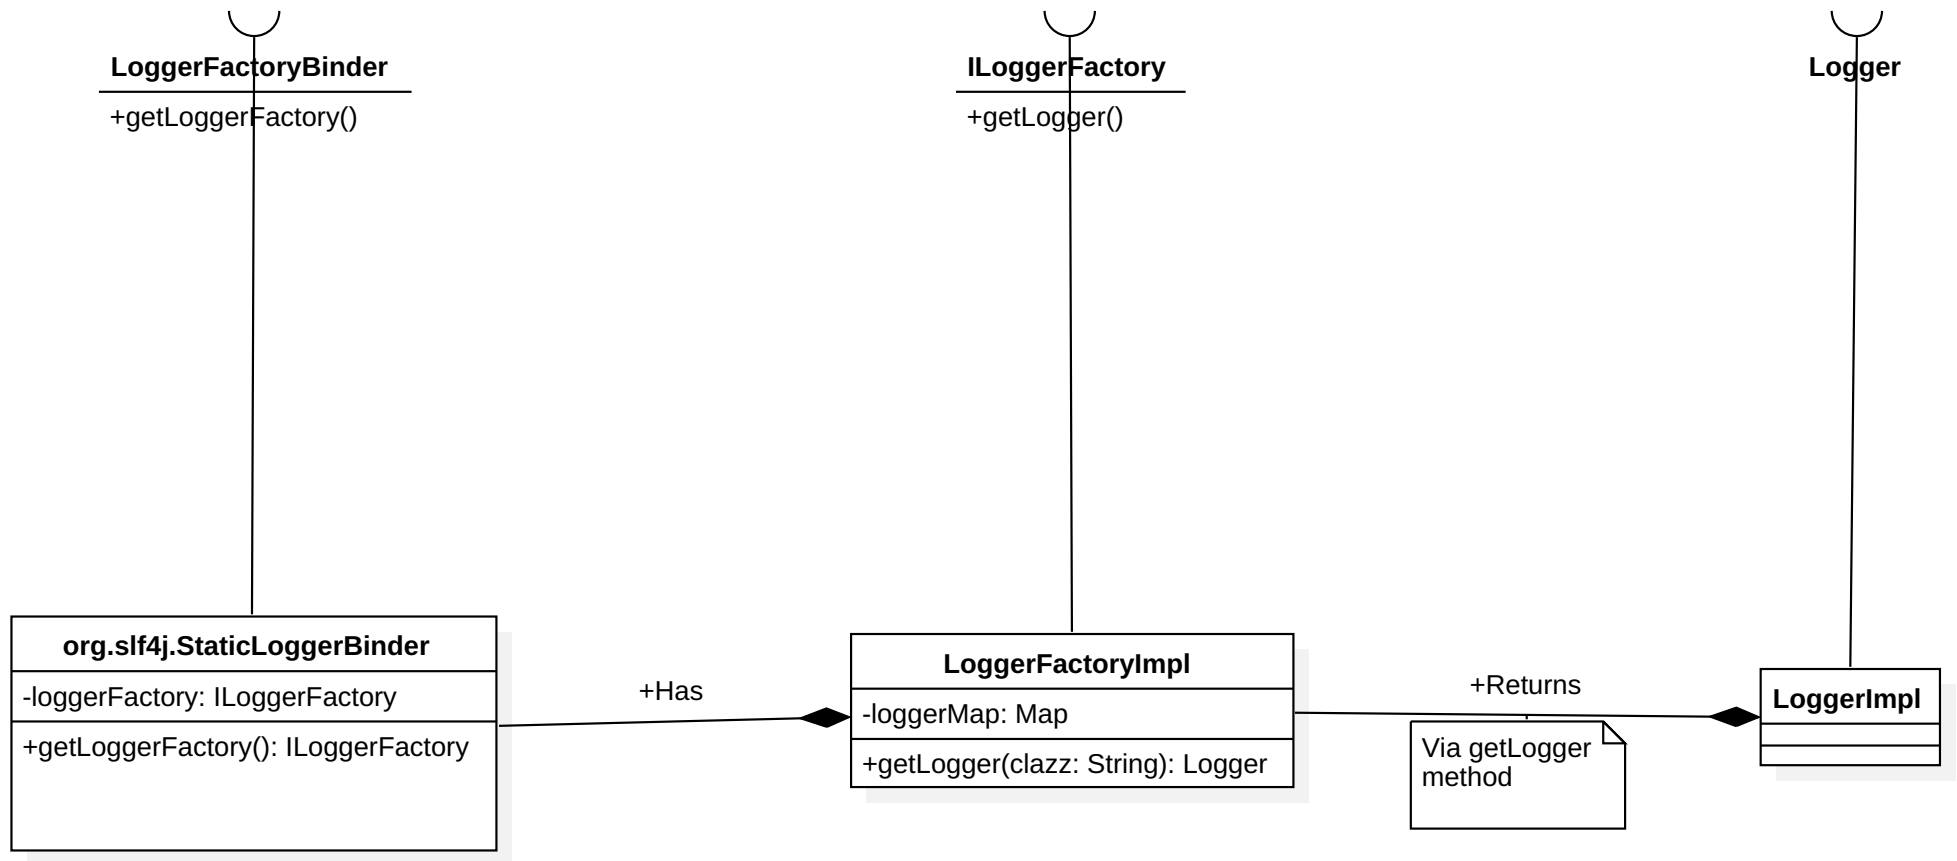 LoggerFactoryBinder
+getLoggerFactory()
ILoggerFactory
+getLogger()
Logger
org.slf4j.StaticLoggerBinder
-loggerFactory: ILoggerFactory
+getLoggerFactory(): ILoggerFactory
+Has
LoggerFactoryImpl
-loggerMap: Map
+getLogger(clazz: String): Logger
+Returns
Via getLogger
method
LoggerImpl